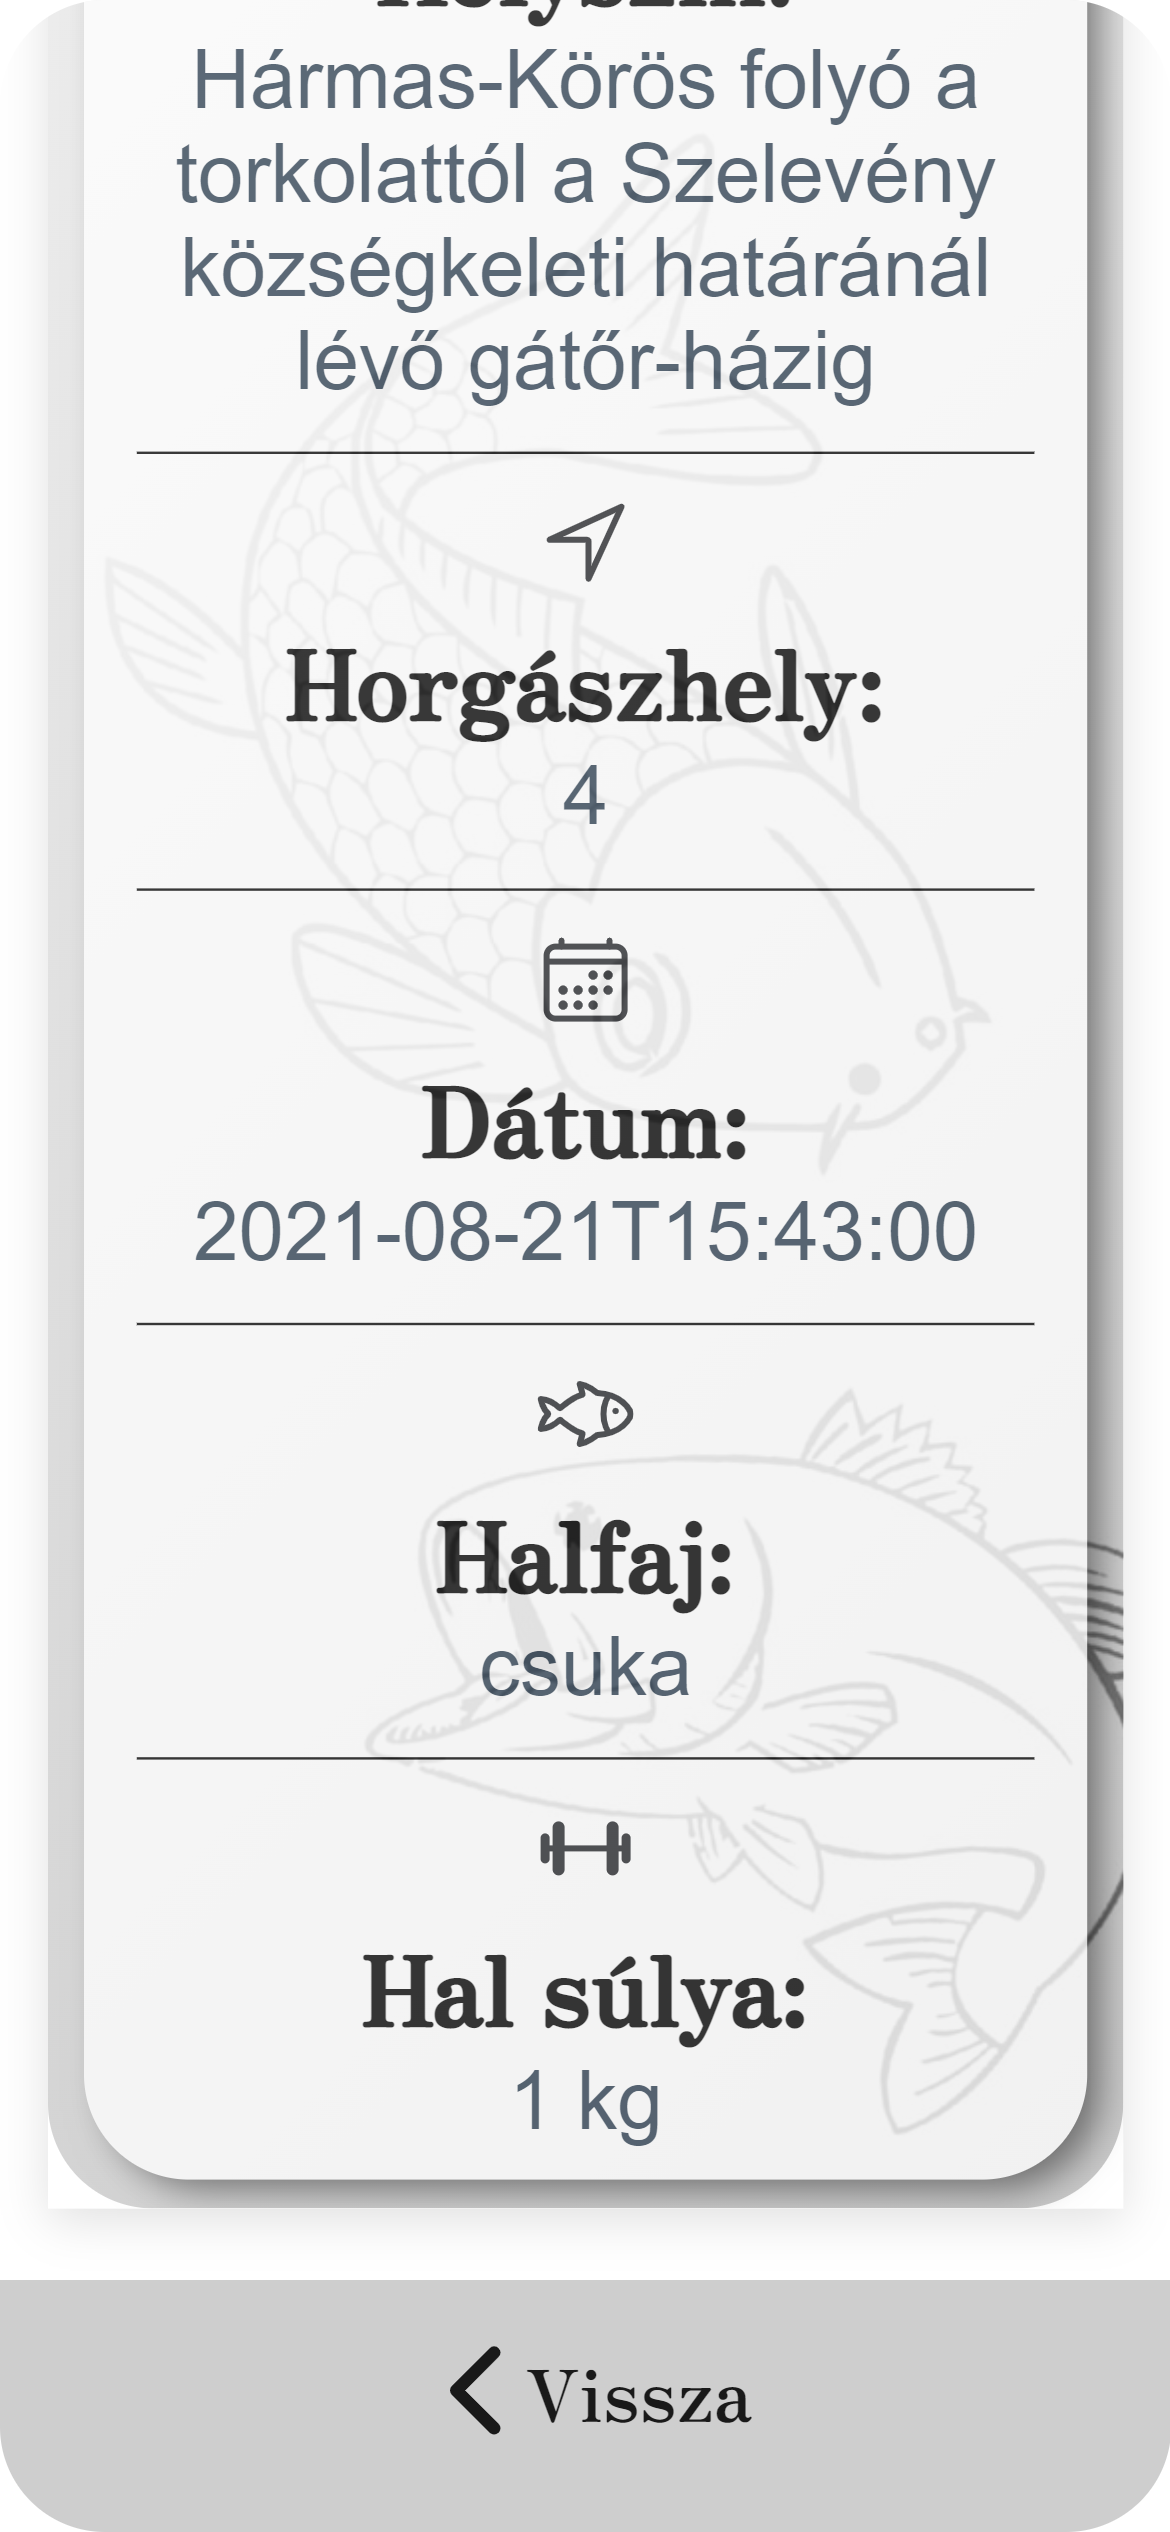 Helyszín:
Hármas-Körös folyó a
torkolattól a Szelevény
községkeleti határánál
lévő gátőr-házig
Horgászhely:
4
Dátum:
2021-08-21T15:43:00
Halfaj:
csuka
Hal súlya:
1 kg
Vissza